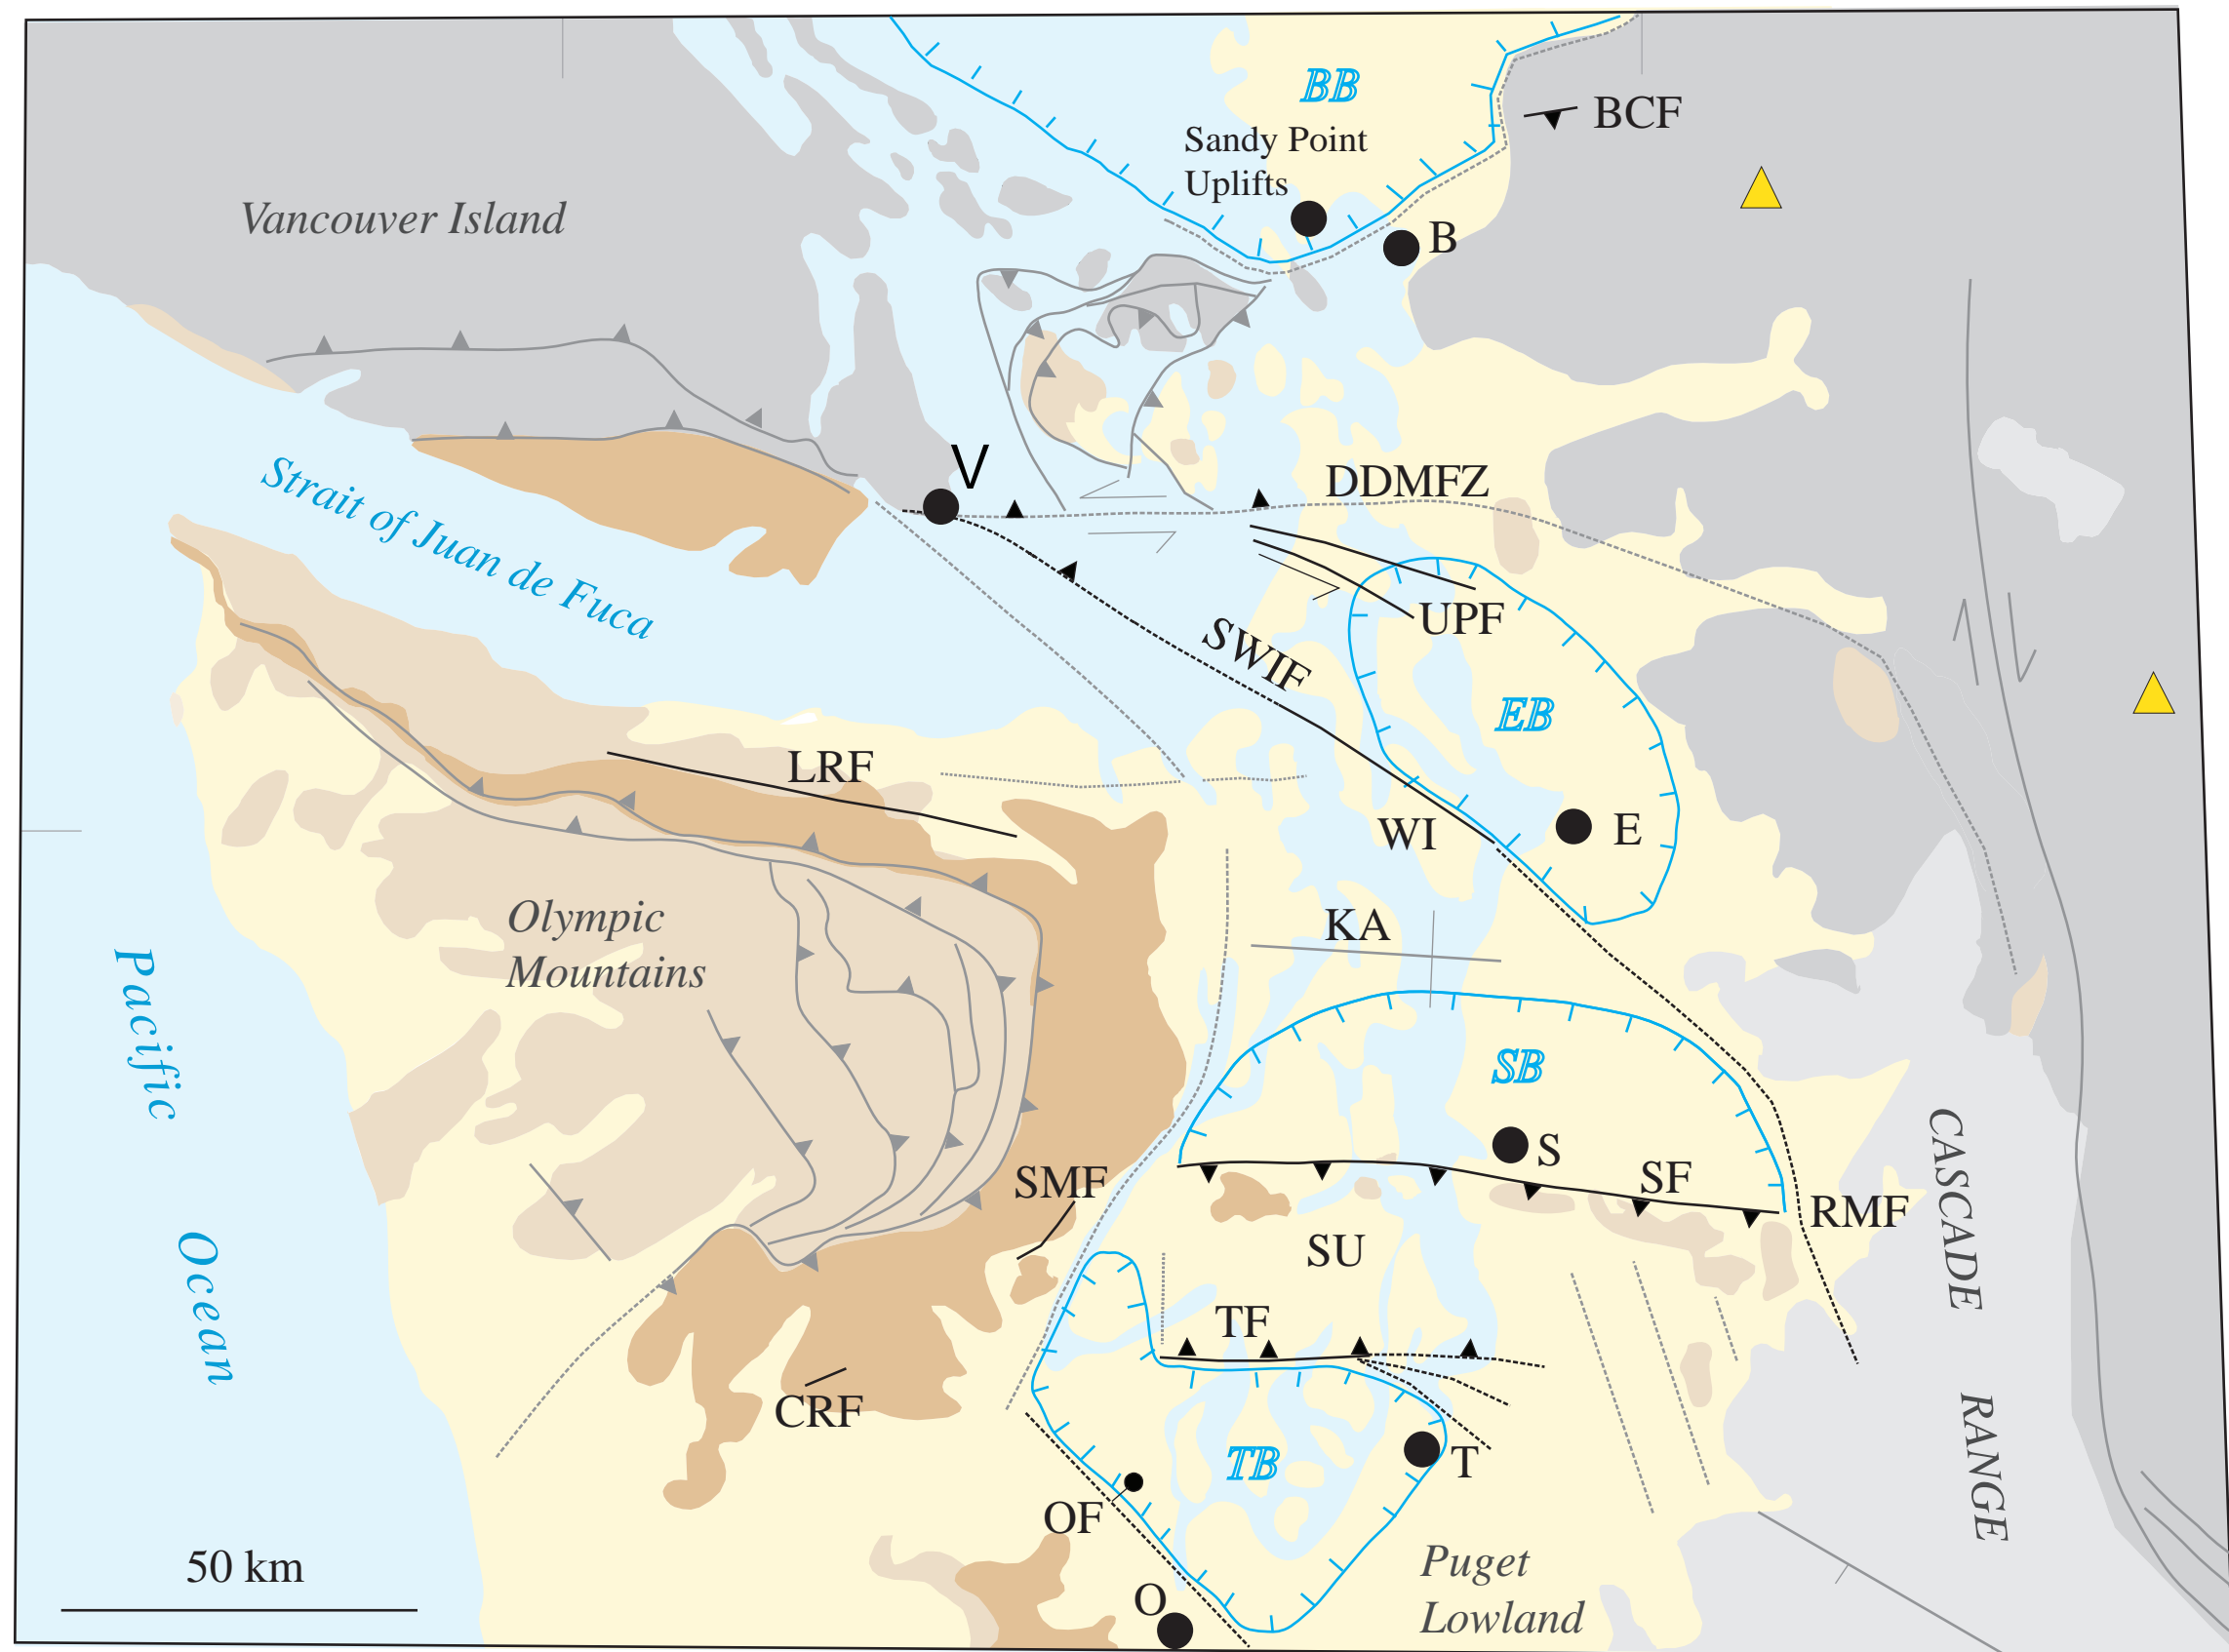 BB
BCF
Sandy Point
Uplifts
Vancouver Island
B
V
DDMFZ
Strait of Juan de Fuca
UPF
SWIF
EB
LRF
WI
E
KA
Olympic
Mountains
Pacific
Ocean
SB
S
SF
SMF
RMF
CASCADE
RANGE
SU
TF
CRF
TB
T
OF
Puget
Lowland
50 km
O